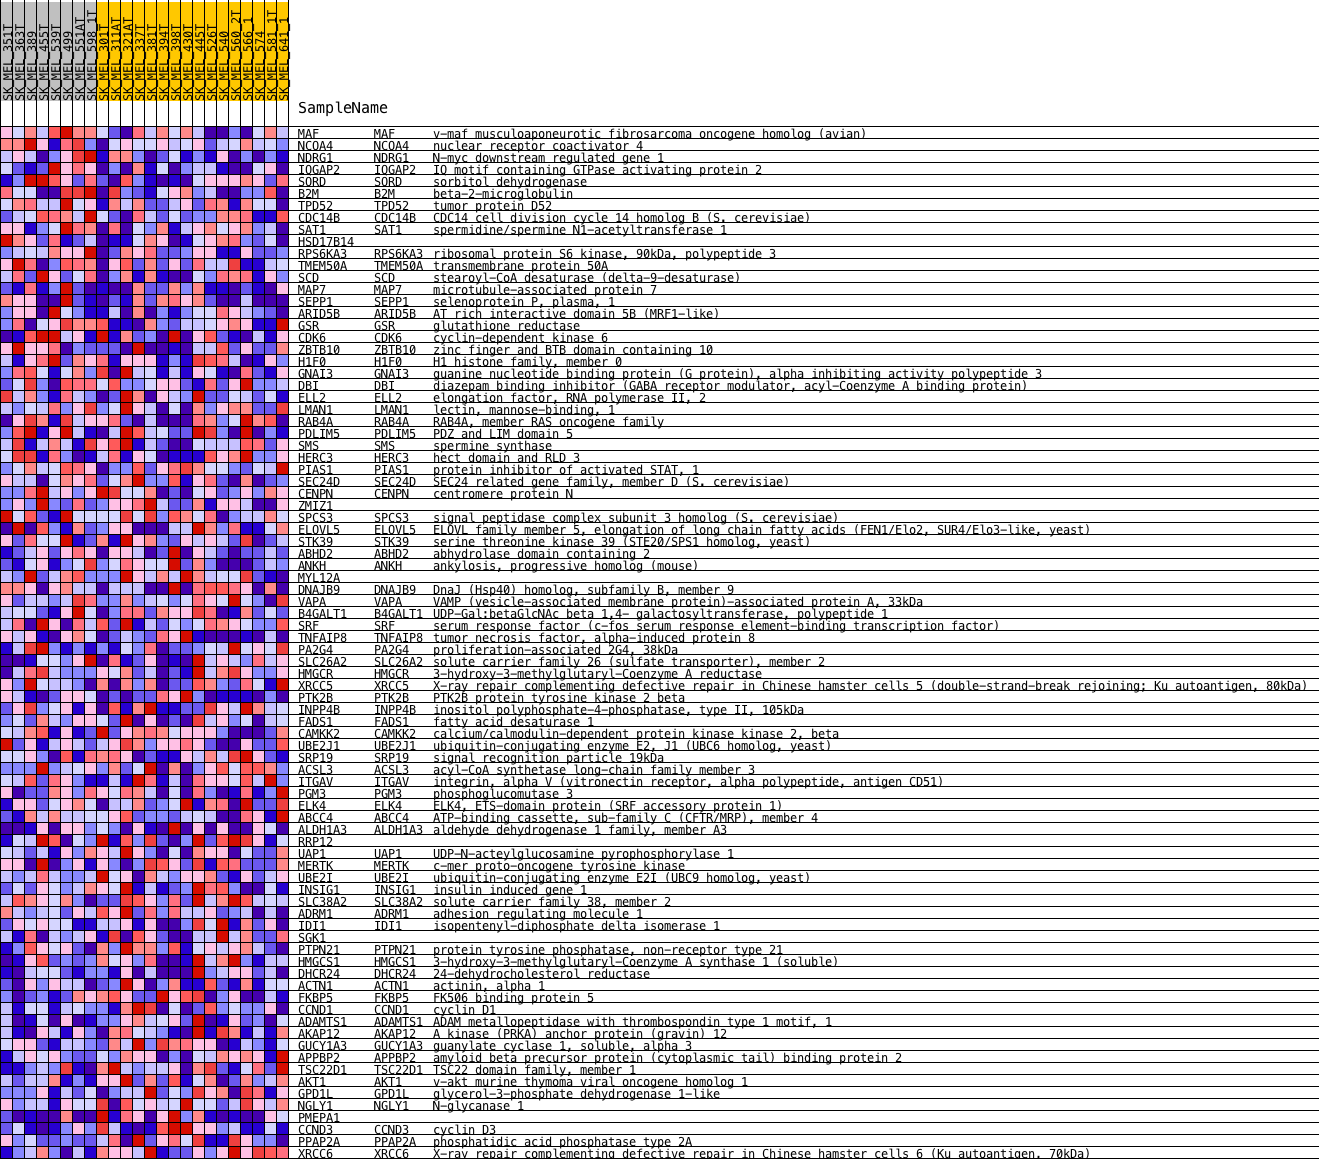 SK_MEL_351T
SK_MEL_363T
SK_MEL_389
SK_MEL_455T
SK_MEL_539T
SK_MEL_499
SK_MEL_551AT
SK_MEL_598_1T
SK_MEL_301T
SK_MEL_311AT
SK_MEL_321AT
SK_MEL_337T
SK_MEL_381T
SK_MEL_394T
SK_MEL_398T
SK_MEL_430T
SK_MEL_445T
SK_MEL_526T
SK_MEL_540
SK_MEL_560_2T
SK_MEL_566_1
SK_MEL_574
SK_MEL_581_1T
SK_MEL_641_1
SampleName
MAF MAF v-maf musculoaponeurotic fibrosarcoma oncogene homolog (avian)
NCOA4 NCOA4 nuclear receptor coactivator 4
NDRG1 NDRG1 N-myc downstream regulated gene 1
IQGAP2 IQGAP2 IQ motif containing GTPase activating protein 2
SORD SORD sorbitol dehydrogenase
B2M B2M beta-2-microglobulin
TPD52 TPD52 tumor protein D52
CDC14B CDC14B CDC14 cell division cycle 14 homolog B (S. cerevisiae)
SAT1 SAT1 spermidine/spermine N1-acetyltransferase 1
HSD17B14
RPS6KA3 RPS6KA3 ribosomal protein S6 kinase, 90kDa, polypeptide 3
TMEM50A TMEM50A transmembrane protein 50A
SCD SCD stearoyl-CoA desaturase (delta-9-desaturase)
MAP7 MAP7 microtubule-associated protein 7
SEPP1 SEPP1 selenoprotein P, plasma, 1
ARID5B ARID5B AT rich interactive domain 5B (MRF1-like)
GSR GSR glutathione reductase
CDK6 CDK6 cyclin-dependent kinase 6
ZBTB10 ZBTB10 zinc finger and BTB domain containing 10
H1F0 H1F0 H1 histone family, member 0
GNAI3 GNAI3 guanine nucleotide binding protein (G protein), alpha inhibiting activity polypeptide 3
DBI DBI diazepam binding inhibitor (GABA receptor modulator, acyl-Coenzyme A binding protein)
ELL2 ELL2 elongation factor, RNA polymerase II, 2
LMAN1 LMAN1 lectin, mannose-binding, 1
RAB4A RAB4A RAB4A, member RAS oncogene family
PDLIM5 PDLIM5 PDZ and LIM domain 5
SMS SMS spermine synthase
HERC3 HERC3 hect domain and RLD 3
PIAS1 PIAS1 protein inhibitor of activated STAT, 1
SEC24D SEC24D SEC24 related gene family, member D (S. cerevisiae)
CENPN CENPN centromere protein N
ZMIZ1
SPCS3 SPCS3 signal peptidase complex subunit 3 homolog (S. cerevisiae)
ELOVL5 ELOVL5 ELOVL family member 5, elongation of long chain fatty acids (FEN1/Elo2, SUR4/Elo3-like, yeast)
STK39 STK39 serine threonine kinase 39 (STE20/SPS1 homolog, yeast)
ABHD2 ABHD2 abhydrolase domain containing 2
ANKH ANKH ankylosis, progressive homolog (mouse)
MYL12A
DNAJB9 DNAJB9 DnaJ (Hsp40) homolog, subfamily B, member 9
VAPA VAPA VAMP (vesicle-associated membrane protein)-associated protein A, 33kDa
B4GALT1 B4GALT1 UDP-Gal:betaGlcNAc beta 1,4- galactosyltransferase, polypeptide 1
SRF SRF serum response factor (c-fos serum response element-binding transcription factor)
TNFAIP8 TNFAIP8 tumor necrosis factor, alpha-induced protein 8
PA2G4 PA2G4 proliferation-associated 2G4, 38kDa
SLC26A2 SLC26A2 solute carrier family 26 (sulfate transporter), member 2
HMGCR HMGCR 3-hydroxy-3-methylglutaryl-Coenzyme A reductase
XRCC5 XRCC5 X-ray repair complementing defective repair in Chinese hamster cells 5 (double-strand-break rejoining; Ku autoantigen, 80kDa)
PTK2B PTK2B PTK2B protein tyrosine kinase 2 beta
INPP4B INPP4B inositol polyphosphate-4-phosphatase, type II, 105kDa
FADS1 FADS1 fatty acid desaturase 1
CAMKK2 CAMKK2 calcium/calmodulin-dependent protein kinase kinase 2, beta
UBE2J1 UBE2J1 ubiquitin-conjugating enzyme E2, J1 (UBC6 homolog, yeast)
SRP19 SRP19 signal recognition particle 19kDa
ACSL3 ACSL3 acyl-CoA synthetase long-chain family member 3
ITGAV ITGAV integrin, alpha V (vitronectin receptor, alpha polypeptide, antigen CD51)
PGM3 PGM3 phosphoglucomutase 3
ELK4 ELK4 ELK4, ETS-domain protein (SRF accessory protein 1)
ABCC4 ABCC4 ATP-binding cassette, sub-family C (CFTR/MRP), member 4
ALDH1A3 ALDH1A3 aldehyde dehydrogenase 1 family, member A3
RRP12
UAP1 UAP1 UDP-N-acteylglucosamine pyrophosphorylase 1
MERTK MERTK c-mer proto-oncogene tyrosine kinase
UBE2I UBE2I ubiquitin-conjugating enzyme E2I (UBC9 homolog, yeast)
INSIG1 INSIG1 insulin induced gene 1
SLC38A2 SLC38A2 solute carrier family 38, member 2
ADRM1 ADRM1 adhesion regulating molecule 1
IDI1 IDI1 isopentenyl-diphosphate delta isomerase 1
SGK1
PTPN21 PTPN21 protein tyrosine phosphatase, non-receptor type 21
HMGCS1 HMGCS1 3-hydroxy-3-methylglutaryl-Coenzyme A synthase 1 (soluble)
DHCR24 DHCR24 24-dehydrocholesterol reductase
ACTN1 ACTN1 actinin, alpha 1
FKBP5 FKBP5 FK506 binding protein 5
CCND1 CCND1 cyclin D1
ADAMTS1 ADAMTS1 ADAM metallopeptidase with thrombospondin type 1 motif, 1
AKAP12 AKAP12 A kinase (PRKA) anchor protein (gravin) 12
GUCY1A3 GUCY1A3 guanylate cyclase 1, soluble, alpha 3
APPBP2 APPBP2 amyloid beta precursor protein (cytoplasmic tail) binding protein 2
TSC22D1 TSC22D1 TSC22 domain family, member 1
AKT1 AKT1 v-akt murine thymoma viral oncogene homolog 1
GPD1L GPD1L glycerol-3-phosphate dehydrogenase 1-like
NGLY1 NGLY1 N-glycanase 1
PMEPA1
CCND3 CCND3 cyclin D3
PPAP2A PPAP2A phosphatidic acid phosphatase type 2A
XRCC6 XRCC6 X-ray repair complementing defective repair in Chinese hamster cells 6 (Ku autoantigen, 70kDa)